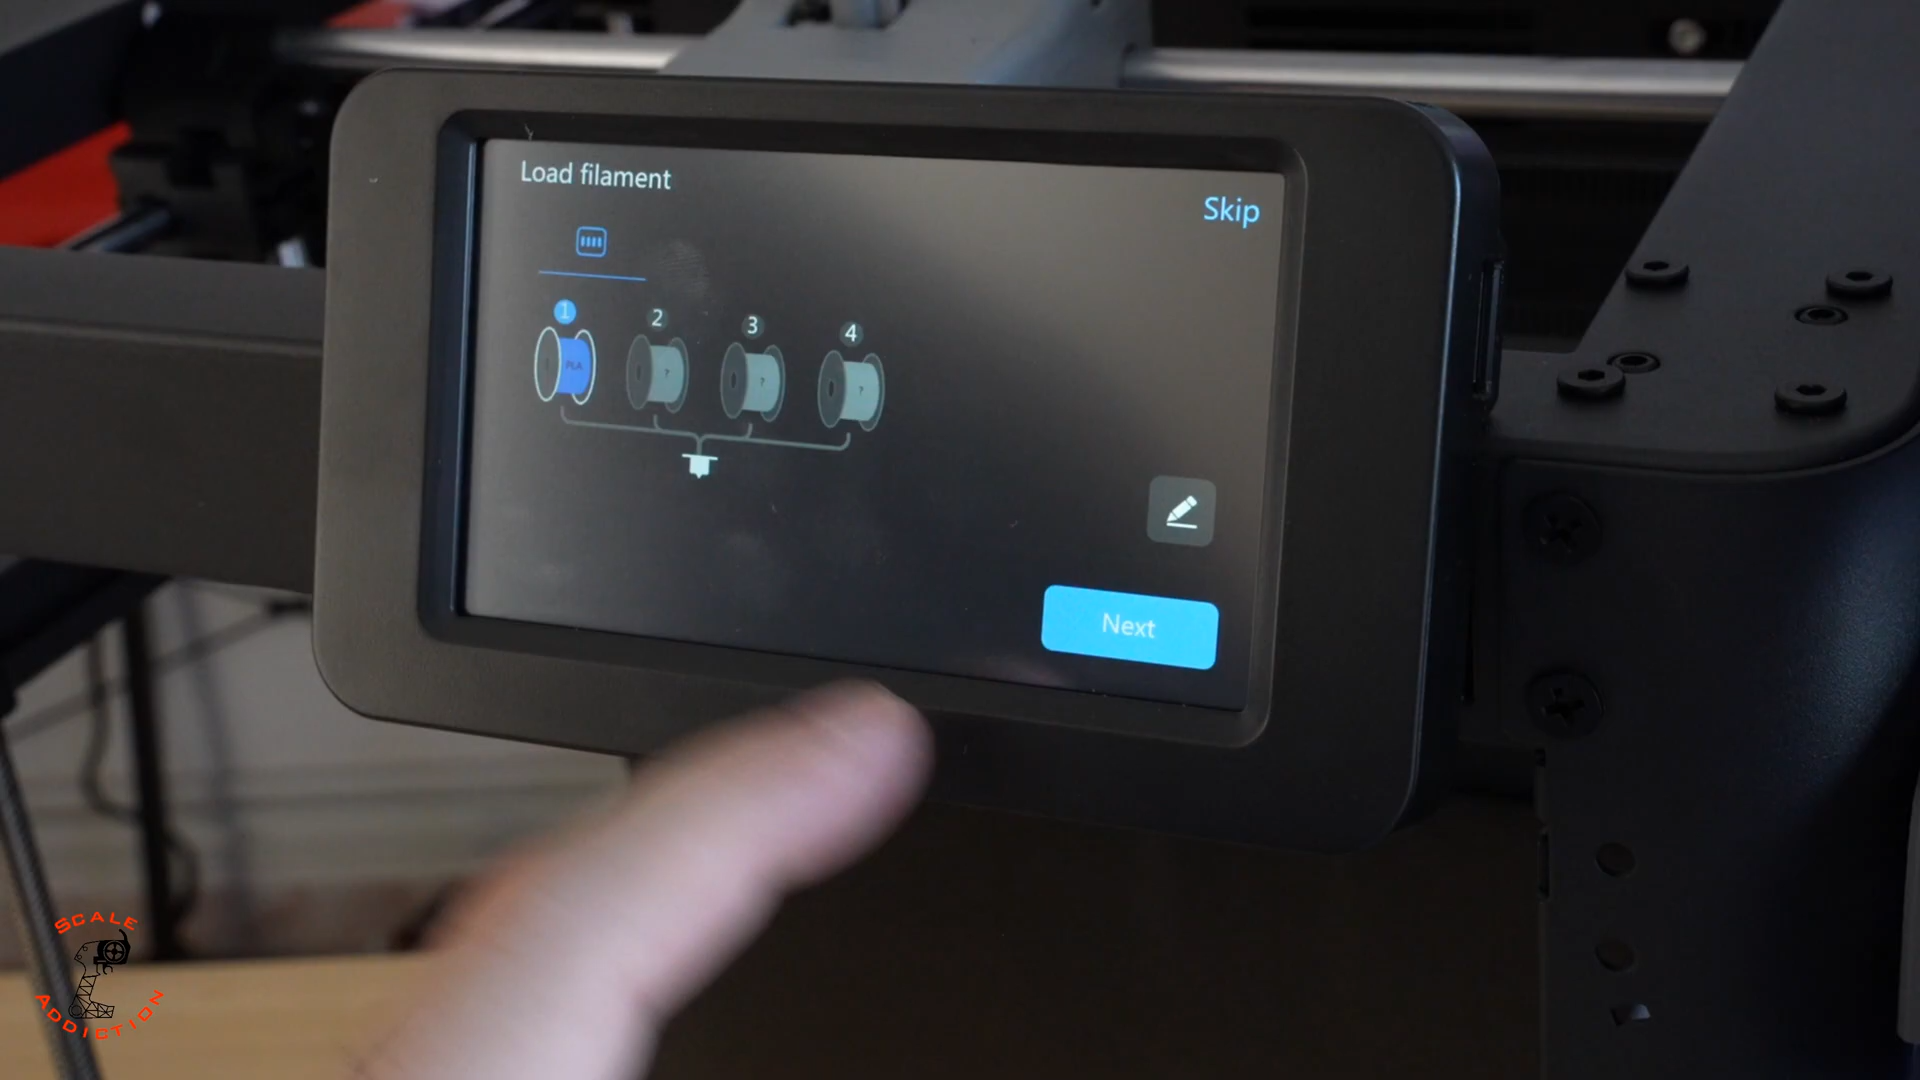 Load filament
Skip
1
2
3
4
PLA
?
?
?
Next
SCALE
ADDICTION